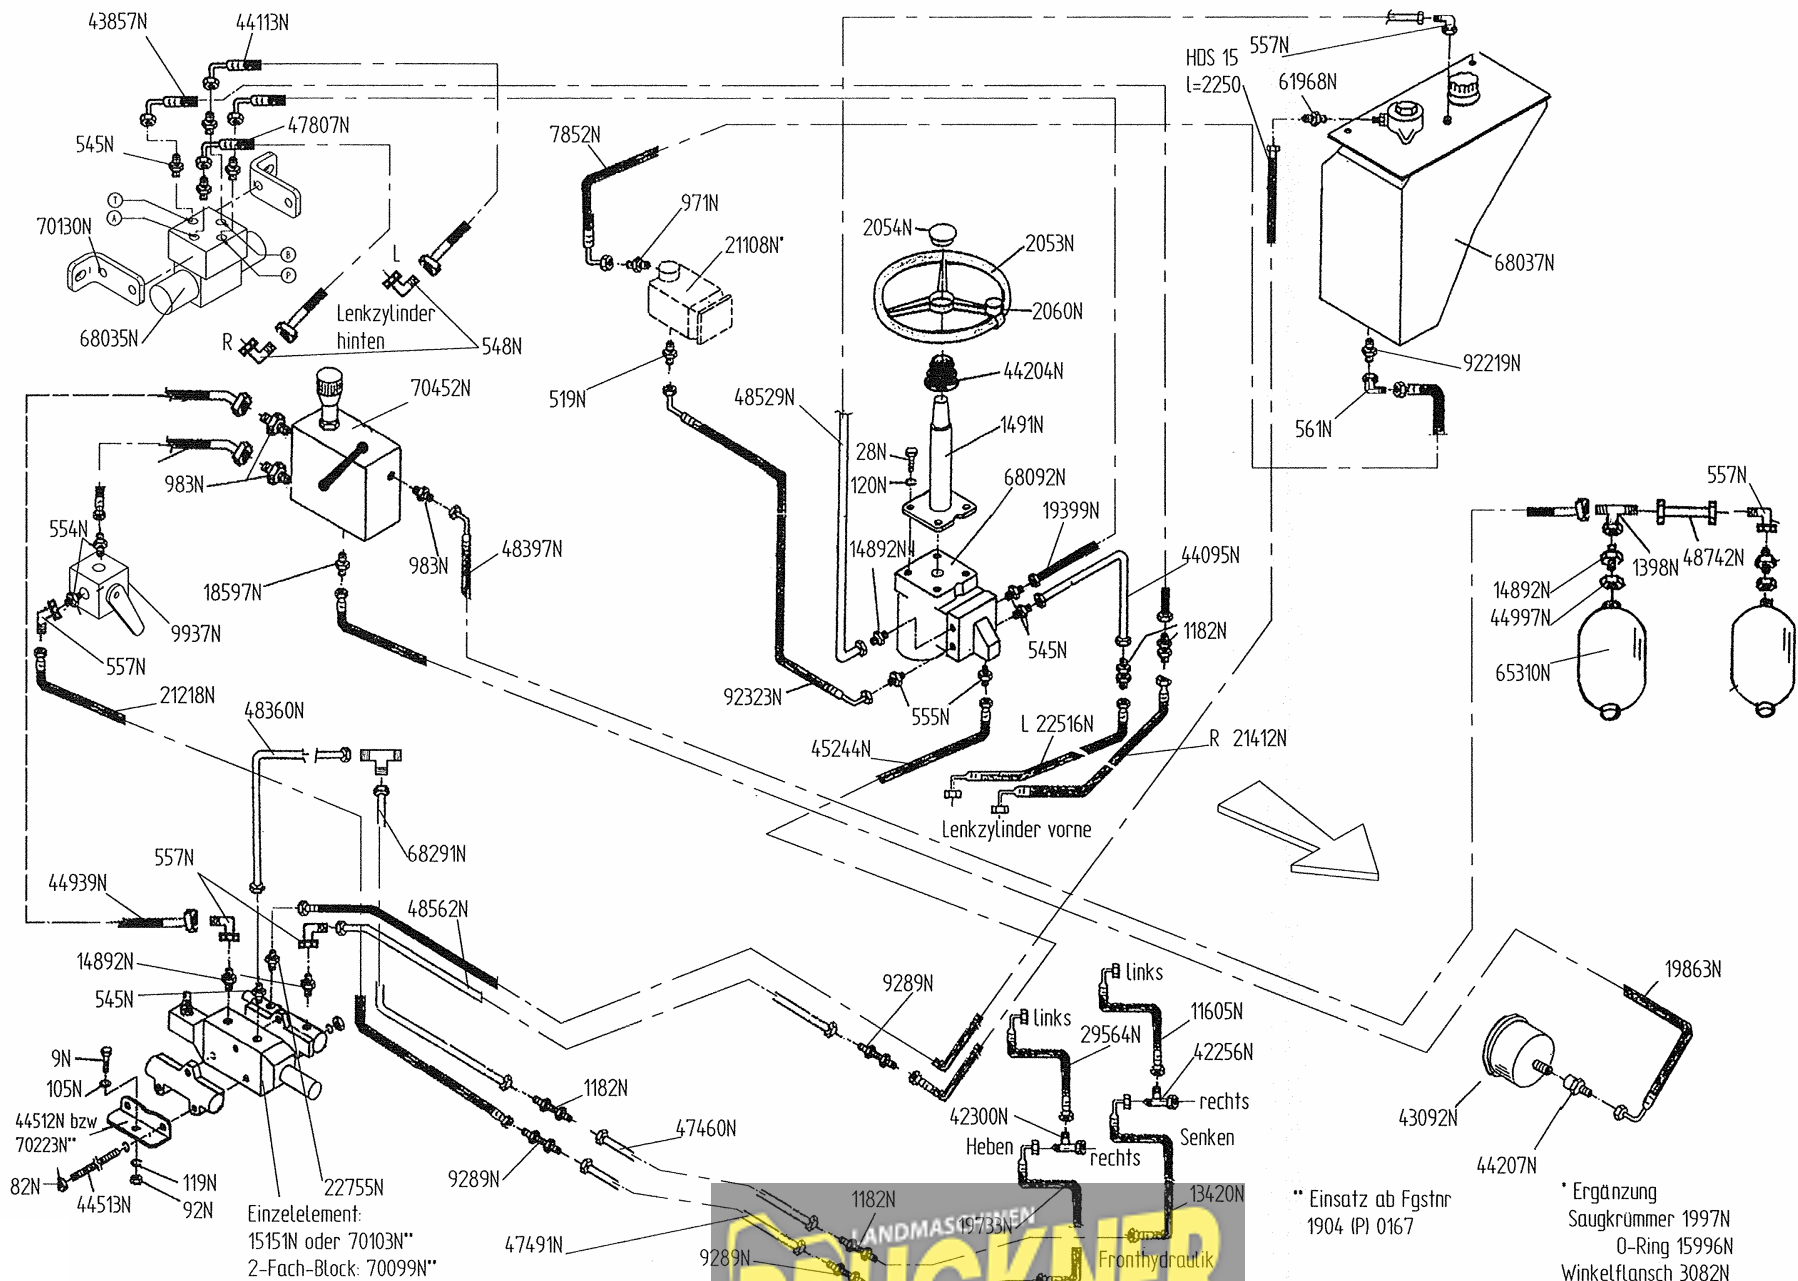 43857N
44113N
47807N
545N
T
A
B
P
70130N
68035N
L
R
Lenkzylinder
hinten
548N
7852N
971N
21108N*
519N
2054N
2053N
2060N
44204N
1491N
48529N
28N
120N
68092N
19399N
14892N
44095N
545N
1182N
92323N
555N
45244N
L 22516N
R 21412N
Lenkzylinder vorne
HDS 15
l=2250
557N
61968N
68037N
92219N
561N
557N
1398N
48742N
14892N
44997N
65310N
70452N
983N
983N
48397N
18597N
554N
9937N
557N
21218N
48360N
68291N
557N
44939N
48562N
14892N
545N
9N
105N
44512N bzw
70223N**
82N
44513N
119N
92N
22755N
Einzelelement:
15151N oder 70103N**
2-Fach-Block: 70099N**
1182N
9289N
47460N
47491N
9289N
9289N
1182N
links
links
29564N
11605N
42256N
rechts
42300N
Heben
rechts
Senken
19733N
13420N
Fronthydraulik
LANDMASCHINEN
BRUCKNER
19863N
43092N
44207N
** Einsatz ab Fgstnr
1904 (P) 0167
* Ergänzung
Saugkrümmer 1997N
O-Ring 15996N
Winkelflansch 3082N